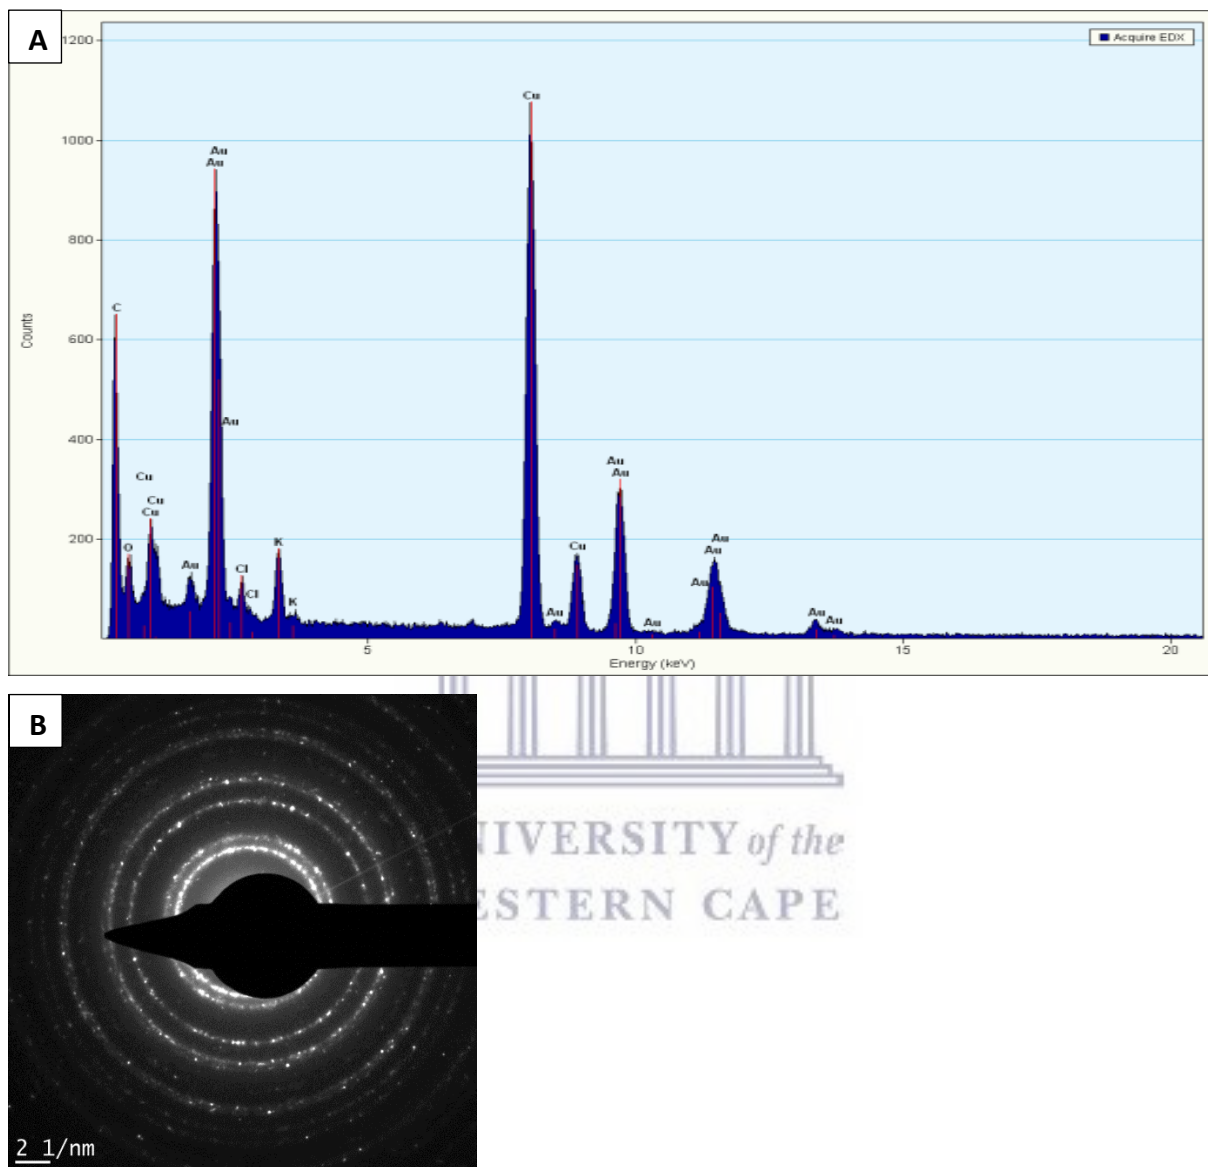 A
1200
Acquire EDX
Cu
1000
Au
Au
800
C
600
Counts
Au
400
Au
Au
Cu
Cu
Cu
200
O
Au
Cl
Cl
K
K
Au
Cu
Au
Au
Au
Au
Au
Au
5
10
15
20
Energy (keV)
B
NIVERSITY of the
ESTERN CAPE
2 1/nm